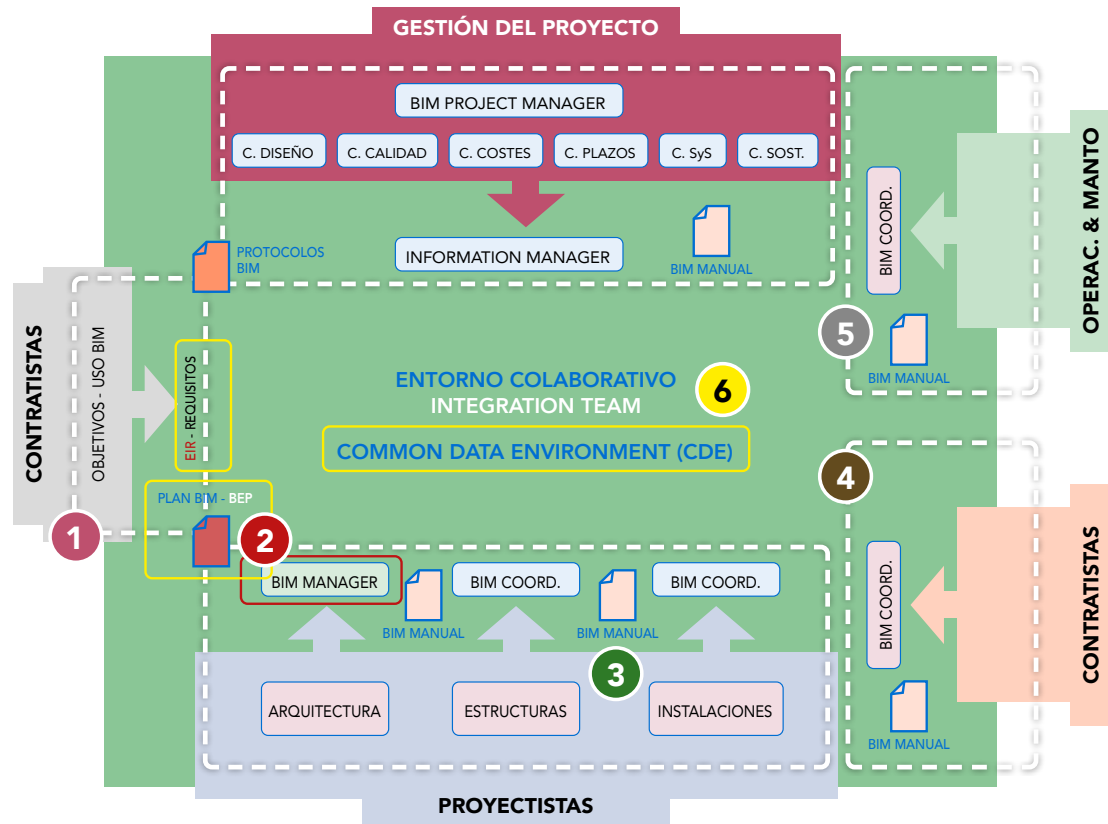 GESTIÓN DEL PROYECTO
BIM PROJECT MANAGER
C. DISEÑO
C. CALIDAD
C. COSTES
C. PLAZOS
C. SyS
C. SOST.
INFORMATION MANAGER
BIM MANUAL
PROTOCOLOS
BIM
CONTRATISTAS
OBJETIVOS - USO BIM
EIR - REQUISITOS
PLAN BIM - BEP
1
2
ENTORNO COLABORATIVO
INTEGRATION TEAM
6
COMMON DATA ENVIRONMENT (CDE)
OPERAC. & MANTO
BIM COORD.
5
BIM MANUAL
4
BIM COORD.
BIM MANUAL
CONTRATISTAS
BIM MANAGER
BIM MANUAL
BIM COORD.
BIM MANUAL
BIM COORD.
3
ARQUITECTURA
ESTRUCTURAS
INSTALACIONES
PROYECTISTAS